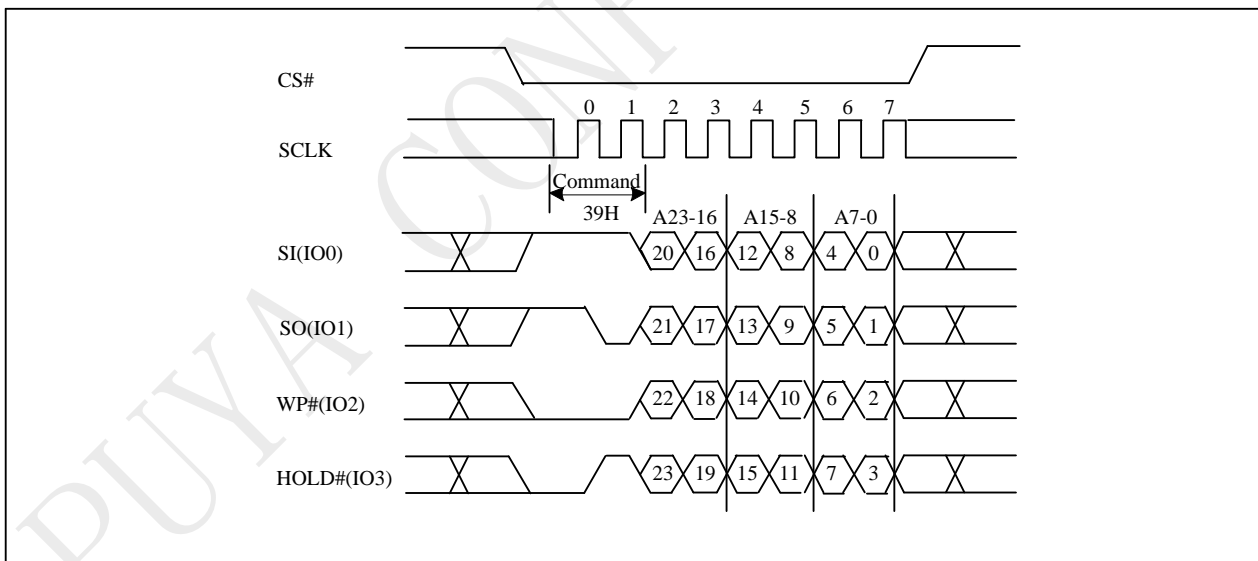 PUYA CONF
CS#
0 1 2 3 4 5 6 7
SCLK
Command
39H
A23-16 A15-8 A7-0
SI(IO0) 20 16 12 8 4 0
SO(IO1) 21 17 13 9 5 1
WP#(IO2) 22 18 14 10 6 2
HOLD#(IO3) 23 19 15 11 7 3